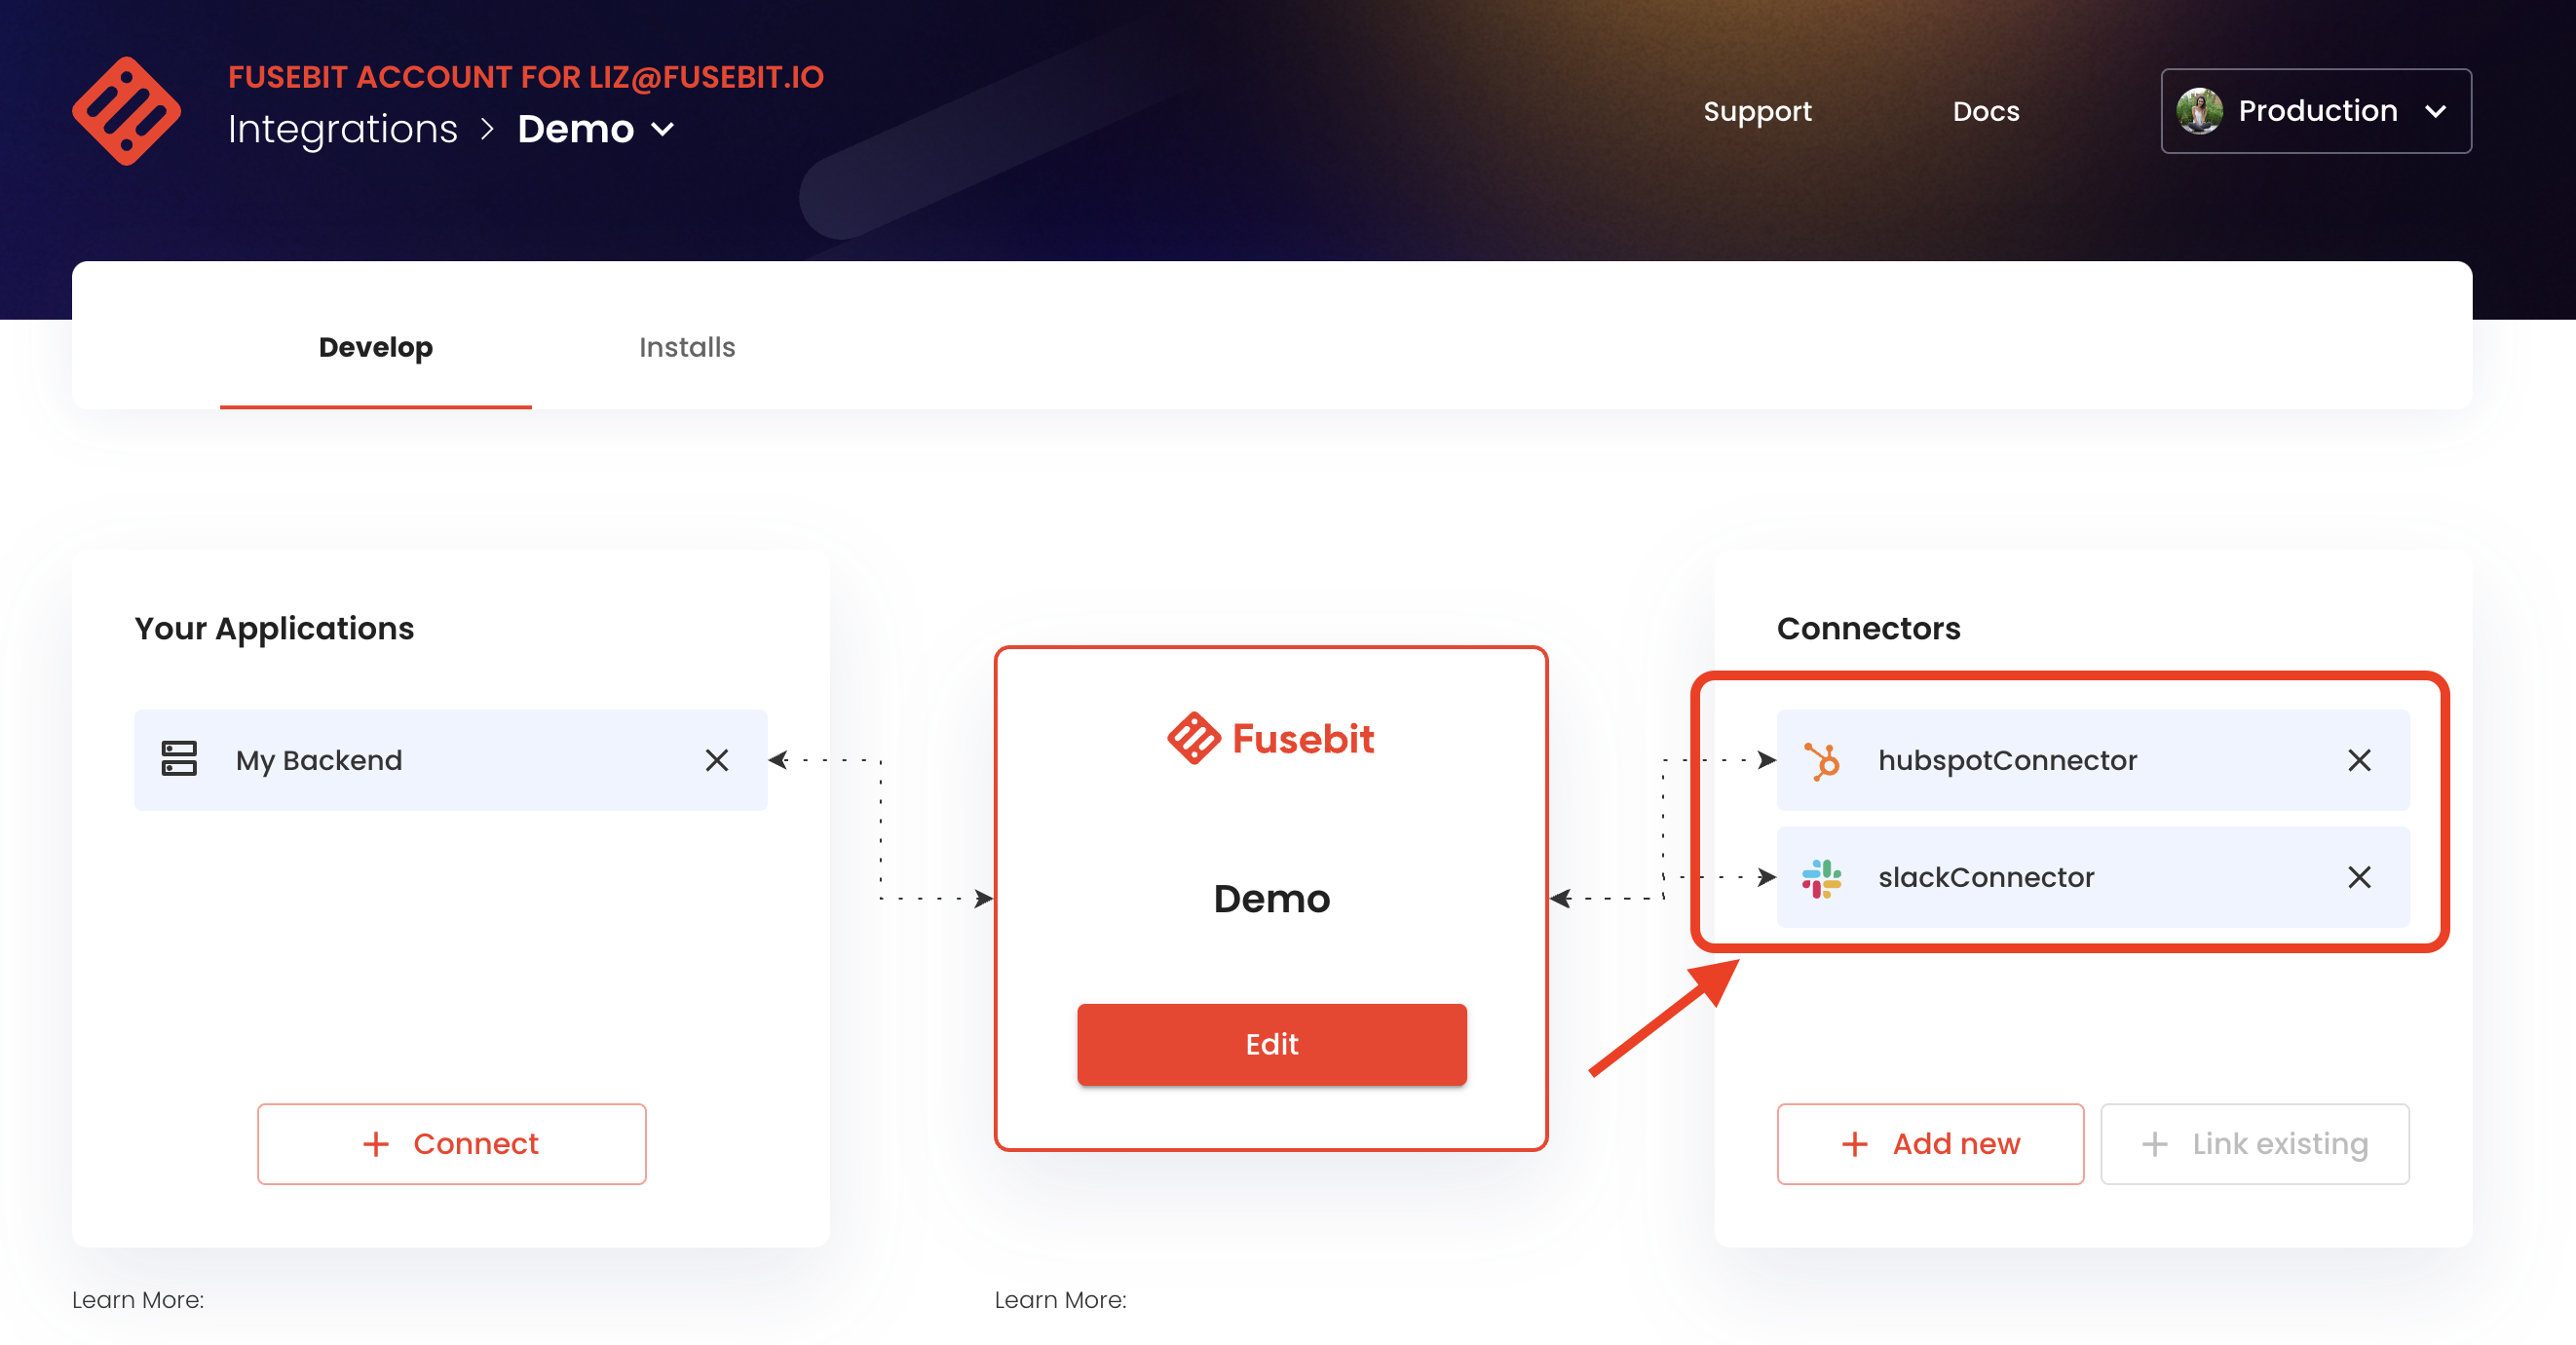 FUSEBIT ACCOUNT FOR LIZ@FUSEBIT.IO
Integrations > Demo
Support
Docs
Production
Develop
Installs
Your Applications
My Backend
Connect
Fusebit
Demo
Edit
Connectors
hubspotConnector
slackConnector
Add new
Link existing
Learn More:
Learn More: